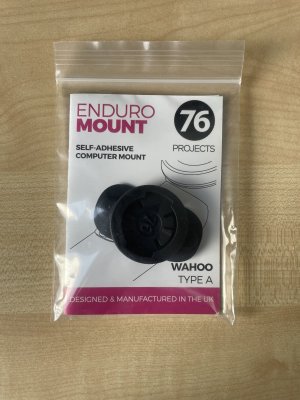 ENDURO
MOUNT
76
PROJECTS
SELF-ADHESIVE
COMPUTER MOUNT
WAHOO
TYPE A
DESIGNED & MANUFACTURED IN THE UK